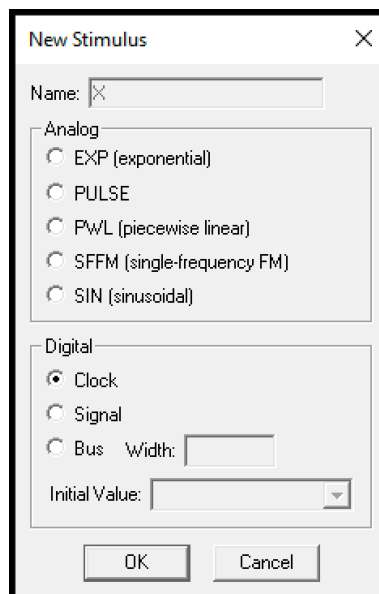 New Stimulus
Name: X
Analog
EXP (exponential)
PULSE
PWL (piecewise linear)
SFFM (single-frequency FM)
SIN (sinusoidal)
Digital
Clock
Signal
Bus Width:
Initial Value:
OK Cancel